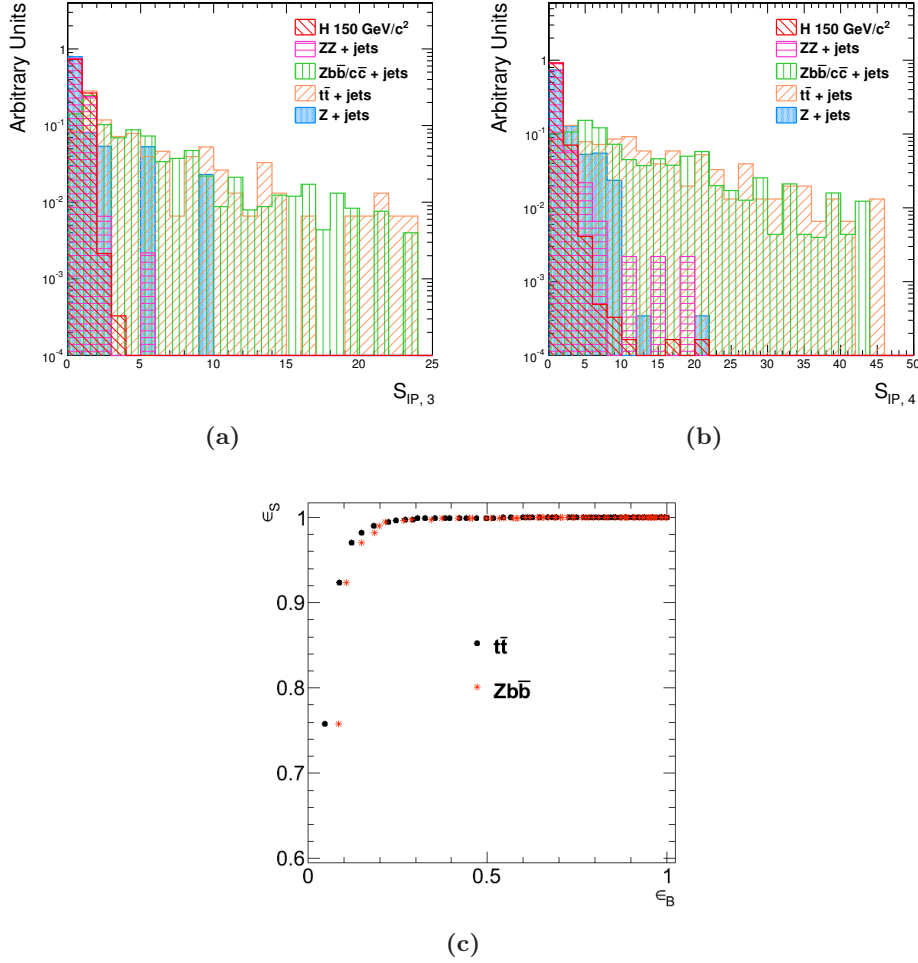 Arbitrary Units
1
10⁻¹
10⁻²
10⁻³
10⁻⁴
0 5 10 15 20 25
S_IP, 3
H 150 GeV/c²
ZZ + jets
Zbb̅/cc̅ + jets
tt̅ + jets
Z + jets
(a)
Arbitrary Units
1
10⁻¹
10⁻²
10⁻³
10⁻⁴
0 5 10 15 20 25 30 35 40 45 50
S_IP, 4
H 150 GeV/c²
ZZ + jets
Zbb̅/cc̅ + jets
tt̅ + jets
Z + jets
(b)
ϵ_S
1
0.9
0.8
0.7
0.6
tt̅
Zbb̅
0 0.5 1
ϵ_B
(c)